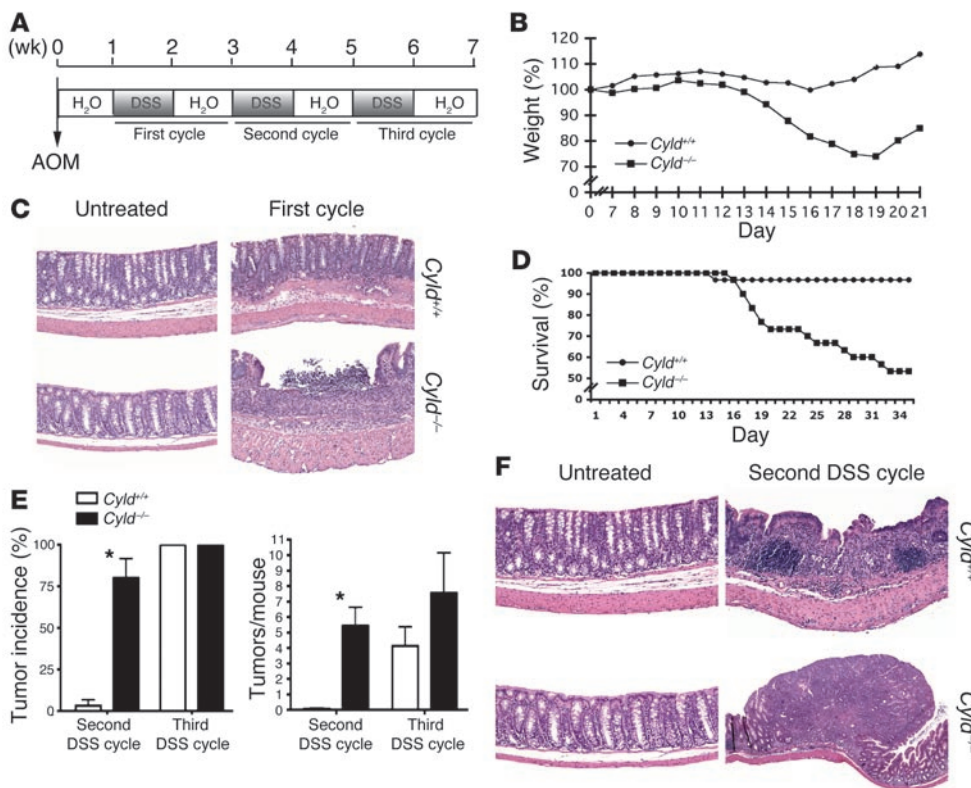 A
(wk) 0 1 2 3 4 5 6 7
H₂O DSS H₂O DSS H₂O DSS H₂O
First cycle Second cycle Third cycle
AOM
B
Weight (%)
120
110
100
90
80
70
0
Cyld+/+
Cyld−/−
0 7 8 9 10 11 12 13 14 15 16 17 18 19 20 21
Day
C
Untreated First cycle
Cyld+/+
Cyld−/−
D
Survival (%)
100
90
80
70
60
50
0
Cyld+/+
Cyld−/−
1 4 7 10 13 16 19 22 25 28 31 34
Day
E
Cyld+/+
Cyld−/−
Tumor incidence (%)
100
75
50
25
0
*
Second DSS cycle
Third DSS cycle
Tumors/mouse
11
10
9
8
7
6
5
4
3
2
1
0
*
Second DSS cycle
Third DSS cycle
F
Untreated Second DSS cycle
Cyld+/+